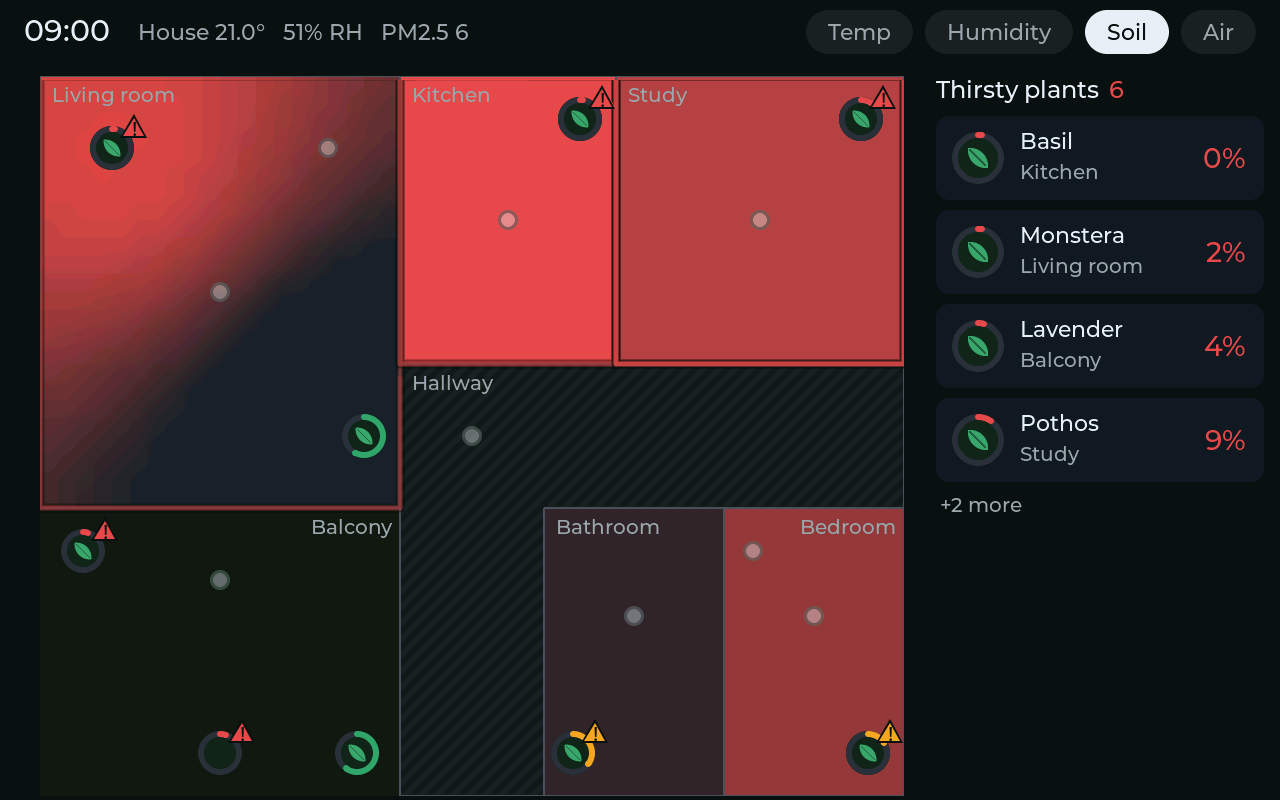 09:00 House 21.0° 51% RH PM2.5 6 Temp Humidity Soil Air
Living room
Kitchen
Study
Hallway
Balcony
Bathroom
Bedroom
Thirsty plants 6
Basil
Kitchen
0%
Monstera
Living room
2%
Lavender
Balcony
4%
Pothos
Study
9%
+2 more